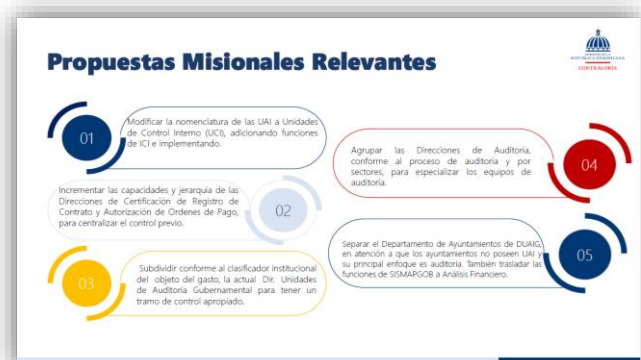 Propuestas Misionales Relevantes
REPÚBLICA DOMINICANA
CONTRALORÍA
01
Modificar la nomenclatura de las UAI a Unidades
de Control Interno (UCI), adicionando funciones
de ICI e implementando.
Incrementar las capacidades y jerarquía de las
Direcciones de Certificación de Registro de
Contrato y Autorización de Ordenes de Pago,
para centralizar el control previo.
02
03
Subdividir conforme al clasificador institucional
del objeto del gasto, la actual Dir. Unidades
de Auditoría Gubernamental para tener un
tramo de control apropiado.
Agrupar las Direcciones de Auditoría,
conforme al proceso de auditoria y por
sectores, para especializar los equipos de
auditoría.
04
Separar el Departamento de Ayuntamientos de DUAIG,
en atención a que los ayuntamientos no poseen UAI y
su principal enfoque es auditoria. También trasladar las
funciones de SISMAPGOB a Análisis Financiero.
05